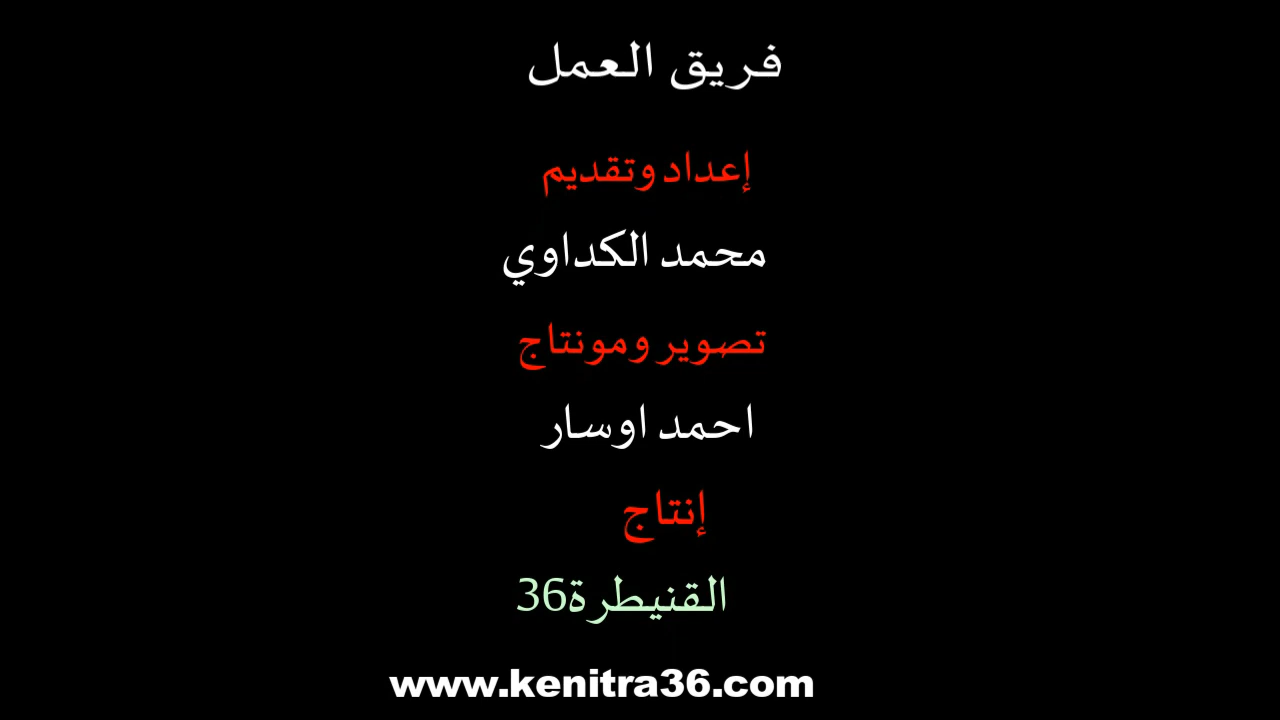 فريق العمل
إعداد وتقديم
محمد الكداوي
تصوير ومونتاج
احمد اوسار
إنتاج
القنيطرة36
www.kenitra36.com